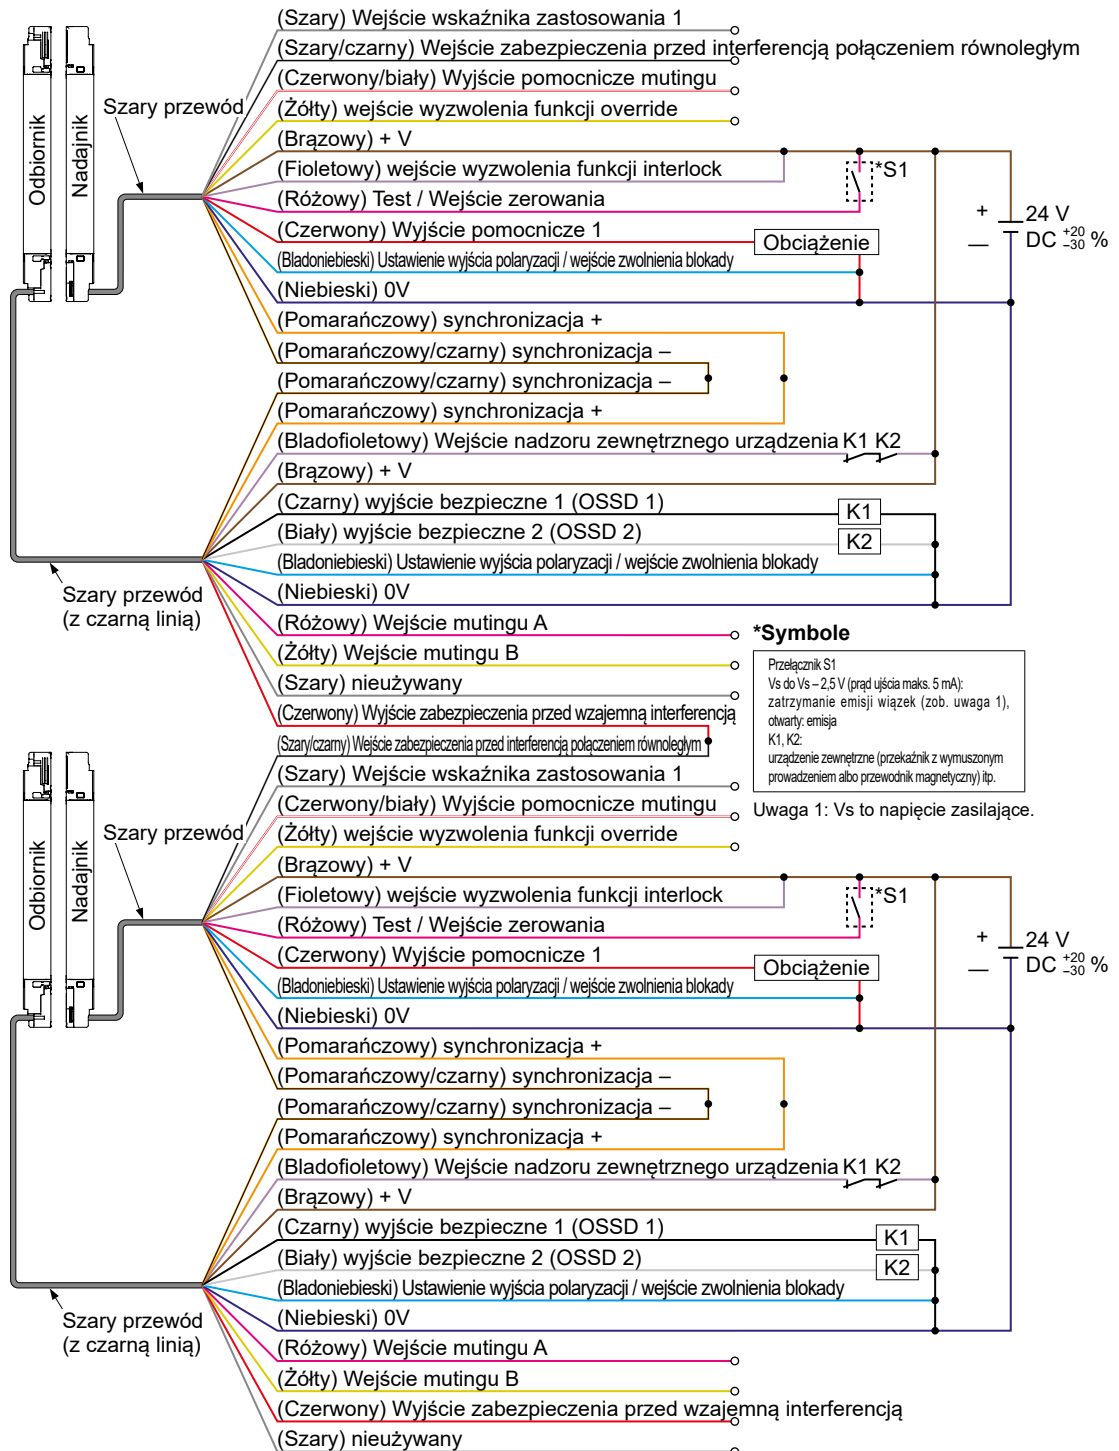 (Szary) Wejście wskaźnika zastosowania 1
(Szary/czarny) Wejście zabezpieczenia przed interferencją połączeniem równoległym
(Czerwony/biały) Wyjście pomocnicze mutingu
(Żółty) wejście wyzwolenia funkcji override
(Brązowy) + V
(Fioletowy) wejście wyzwolenia funkcji interlock
(Różowy) Test / Wejście zerowania
(Czerwony) Wyjście pomocnicze 1
(Bladoniebieski) Ustawienie wyjścia polaryzacji / wejście zwolnienia blokady
(Niebieski) 0V
(Pomarańczowy) synchronizacja +
(Pomarańczowy/czarny) synchronizacja –
(Pomarańczowy/czarny) synchronizacja –
(Pomarańczowy) synchronizacja +
(Bladofioletowy) Wejście nadzoru zewnętrznego urządzenia K1 K2
(Brązowy) + V
(Czarny) wyjście bezpieczne 1 (OSSD 1)
(Biały) wyjście bezpieczne 2 (OSSD 2)
(Bladoniebieski) Ustawienie wyjścia polaryzacji / wejście zwolnienia blokady
(Niebieski) 0V
(Różowy) Wejście mutingu A
(Żółty) Wejście mutingu B
(Szary) nieużywany
(Czerwony) Wyjście zabezpieczenia przed wzajemną interferencją
(Szary/czarny) Wejście zabezpieczenia przed interferencją połączeniem równoległym
Odbiornik
Nadajnik
Szary przewód
Szary przewód
(z czarną linią)
*S1
Obciążenie
+
—
24 V
DC +20 –30 %
K1
K2
*Symbole
Przełącznik S1
Vs do Vs – 2,5 V (prąd ujścia maks. 5 mA):
zatrzymanie emisji wiązek (zob. uwaga 1),
otwarty: emisja
K1, K2:
urządzenie zewnętrzne (przekaźnik z wymuszonym
prowadzeniem albo przewodnik magnetyczny) itp.
Uwaga 1: Vs to napięcie zasilające.
(Szary) Wejście wskaźnika zastosowania 1
(Czerwony/biały) Wyjście pomocnicze mutingu
(Żółty) wejście wyzwolenia funkcji override
(Brązowy) + V
(Fioletowy) wejście wyzwolenia funkcji interlock
(Różowy) Test / Wejście zerowania
(Czerwony) Wyjście pomocnicze 1
(Bladoniebieski) Ustawienie wyjścia polaryzacji / wejście zwolnienia blokady
(Niebieski) 0V
(Pomarańczowy) synchronizacja +
(Pomarańczowy/czarny) synchronizacja –
(Pomarańczowy/czarny) synchronizacja –
(Pomarańczowy) synchronizacja +
(Bladofioletowy) Wejście nadzoru zewnętrznego urządzenia K1 K2
(Brązowy) + V
(Czarny) wyjście bezpieczne 1 (OSSD 1)
(Biały) wyjście bezpieczne 2 (OSSD 2)
(Bladoniebieski) Ustawienie wyjścia polaryzacji / wejście zwolnienia blokady
(Niebieski) 0V
(Różowy) Wejście mutingu A
(Żółty) Wejście mutingu B
(Czerwony) Wyjście zabezpieczenia przed wzajemną interferencją
(Szary) nieużywany
Odbiornik
Nadajnik
Szary przewód
Szary przewód
(z czarną linią)
*S1
Obciążenie
+
—
24 V
DC +20 –30 %
K1
K2